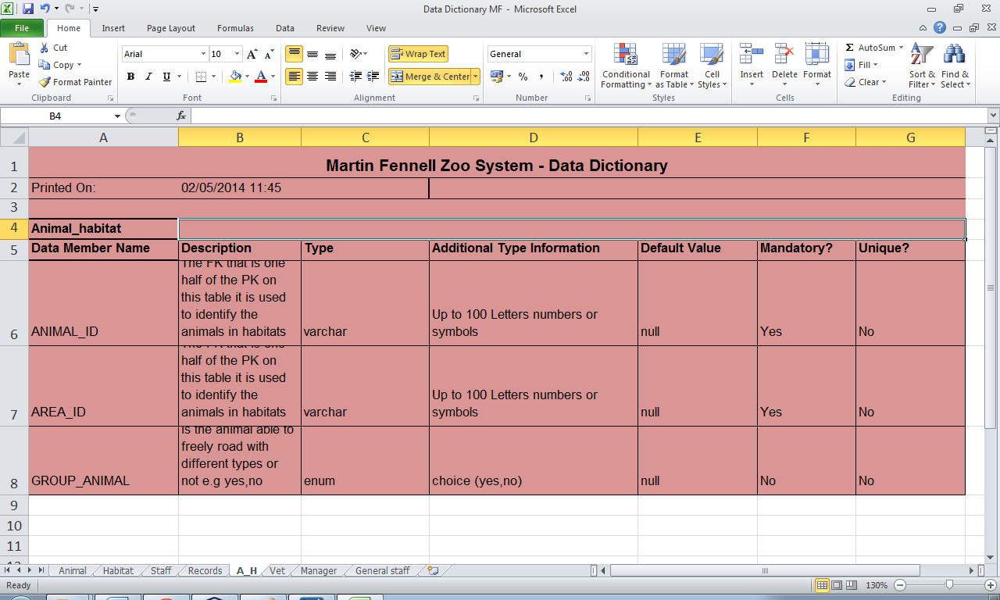 Data Dictionary MF - Microsoft Excel
File Home Insert Page Layout Formulas Data Review View
Paste
Cut
Copy
Format Painter
Clipboard
Arial 10
B I U
Font
Wrap Text
Merge & Center
Alignment
General
Number
Conditional Formatting
Format as Table
Cell Styles
Styles
Insert Delete Format
Cells
AutoSum
Fill
Clear
Sort & Filter
Find & Select
Editing
B4 fx
A B C D E F G
1 Martin Fennell Zoo System - Data Dictionary
2 Printed On: 02/05/2014 11:45
3
4 Animal_habitat
5 Data Member Name Description Type Additional Type Information Default Value Mandatory? Unique?
The FK that is one
half of the PK on
this table it is used
to identify the
animals in habitats
6 ANIMAL_ID varchar Up to 100 Letters numbers or symbols null Yes No
The FK that is one
half of the PK on
this table it is used
to identify the
animals in habitats
7 AREA_ID varchar Up to 100 Letters numbers or symbols null Yes No
is the animal able to
freely road with
different types or
not e.g yes,no
8 GROUP_ANIMAL enum choice (yes,no) null No No
9
10
11
Animal Habitat Staff Records A_H Vet Manager General staff
Ready 130%